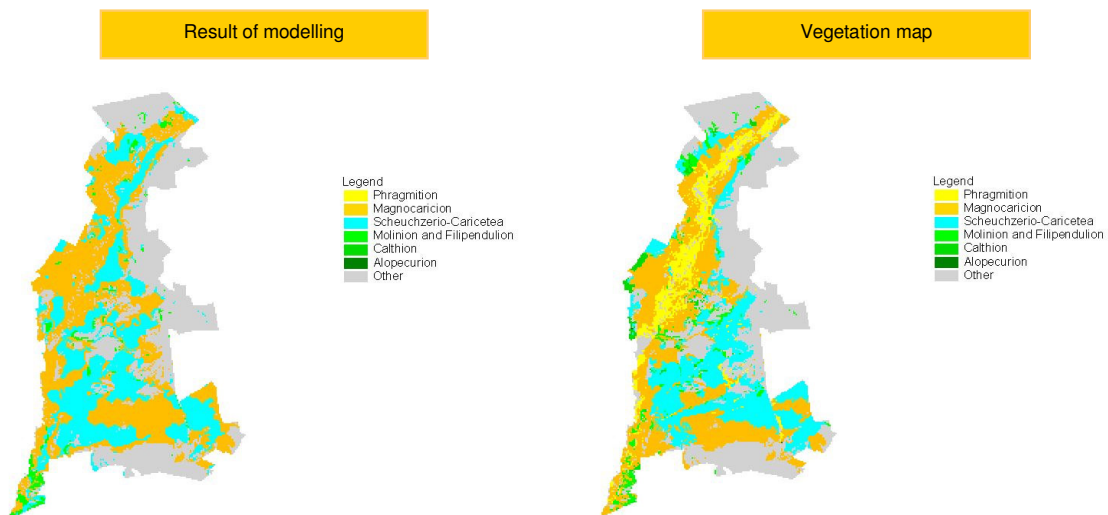 Result of modelling
Vegetation map
Legend
Phragmition
Magnocaricion
Scheuchzerio-Caricetea
Molinion and Filipendulion
Calthion
Alopecurion
Other
Legend
Phragmition
Magnocaricion
Scheuchzerio-Caricetea
Molinion and Filipendulion
Calthion
Alopecurion
Other